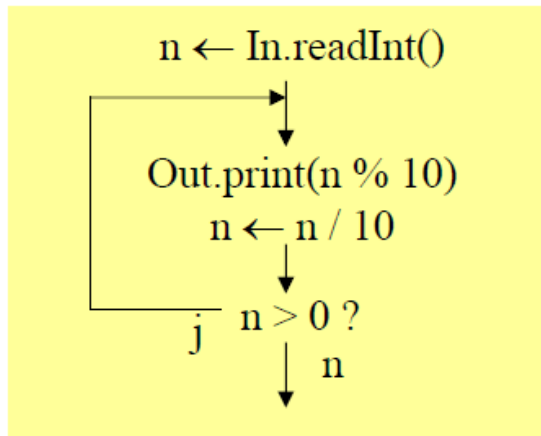 n ← In.readInt()
Out.print(n % 10)
n ← n / 10
n > 0 ?
j
n